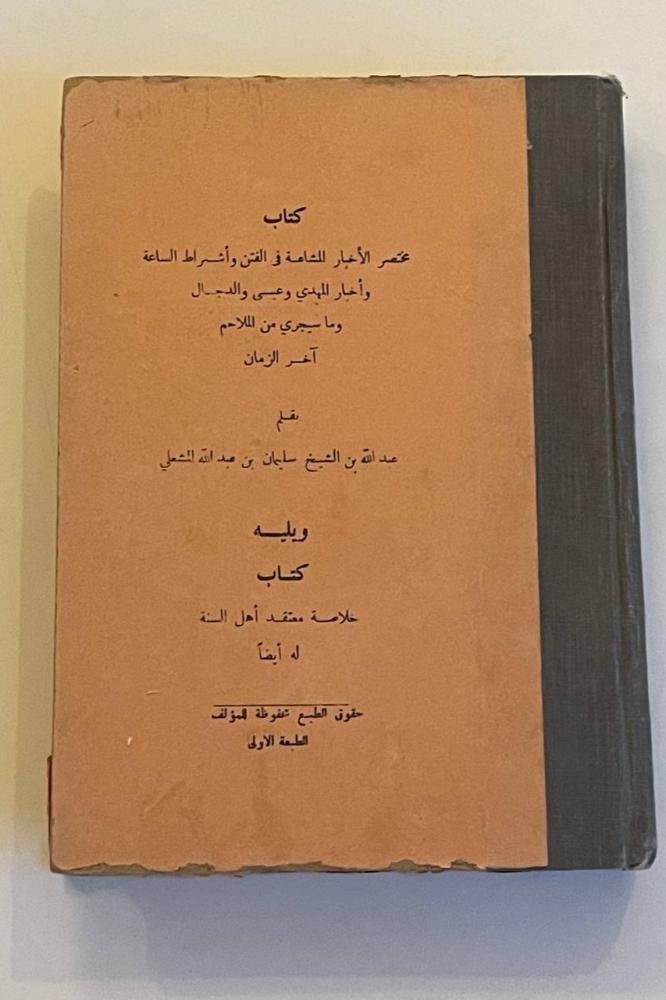 كتاب
مختصر الأخبار المشاعة في الفتن وأشراط الساعة
وأخبار المهدي وعيسى والدجال
وما سيجري من الملاحم
آخر الزمان
بقلم
عبد الله بن الشيخ سليمان بن عبد الله المشعلي
ويليه
كتاب
خلاصة معتقد أهل السنة
له أيضاً
حقوق الطبع محفوظة للمؤلف
الطبعة الاولى